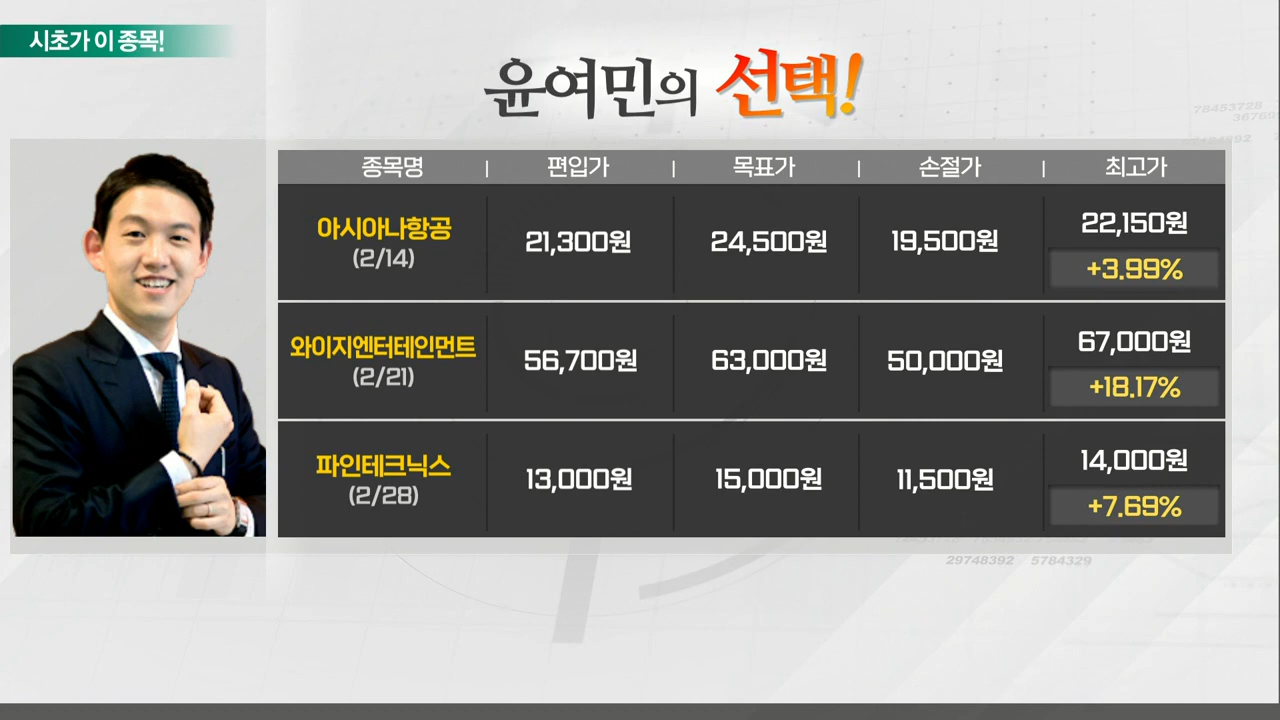 시초가 이 종목!
윤여민의 선택!
종목명 | 편입가 | 목표가 | 손절가 | 최고가
아시아나항공
(2/14)
21,300원
24,500원
19,500원
22,150원
+3.99%
와이지엔터테인먼트
(2/21)
56,700원
63,000원
50,000원
67,000원
+18.17%
파인테크닉스
(2/28)
13,000원
15,000원
11,500원
14,000원
+7.69%
78453728
29748392 5784329